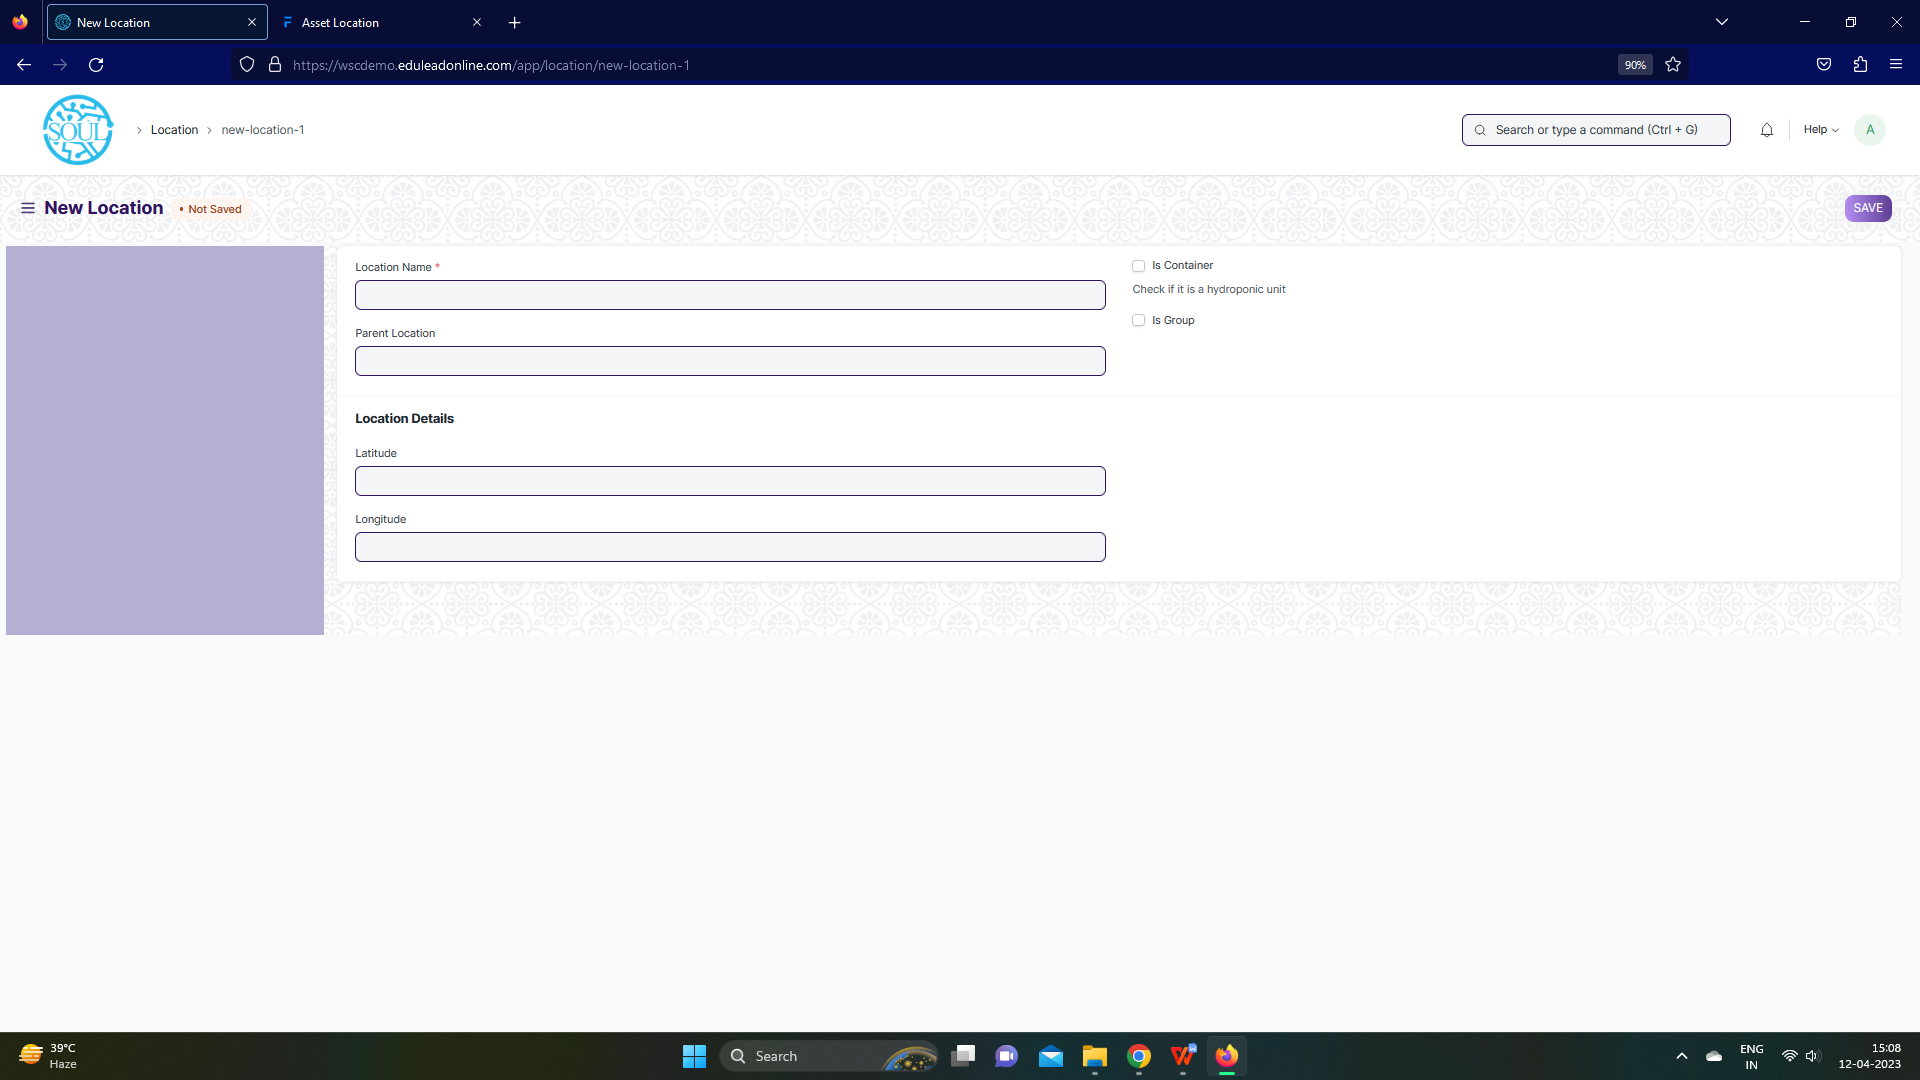 New Location
Asset Location
https://wscdemo.eduleadonline.com/app/location/new-location-1
90%
SOUL
Location
new-location-1
Search or type a command (Ctrl + G)
Help
A
New Location
• Not Saved
SAVE
Location Name *
Is Container
Check if it is a hydroponic unit
Parent Location
Is Group
Location Details
Latitude
Longitude
39°C
Haze
Search
ENG
IN
15:08
12-04-2023